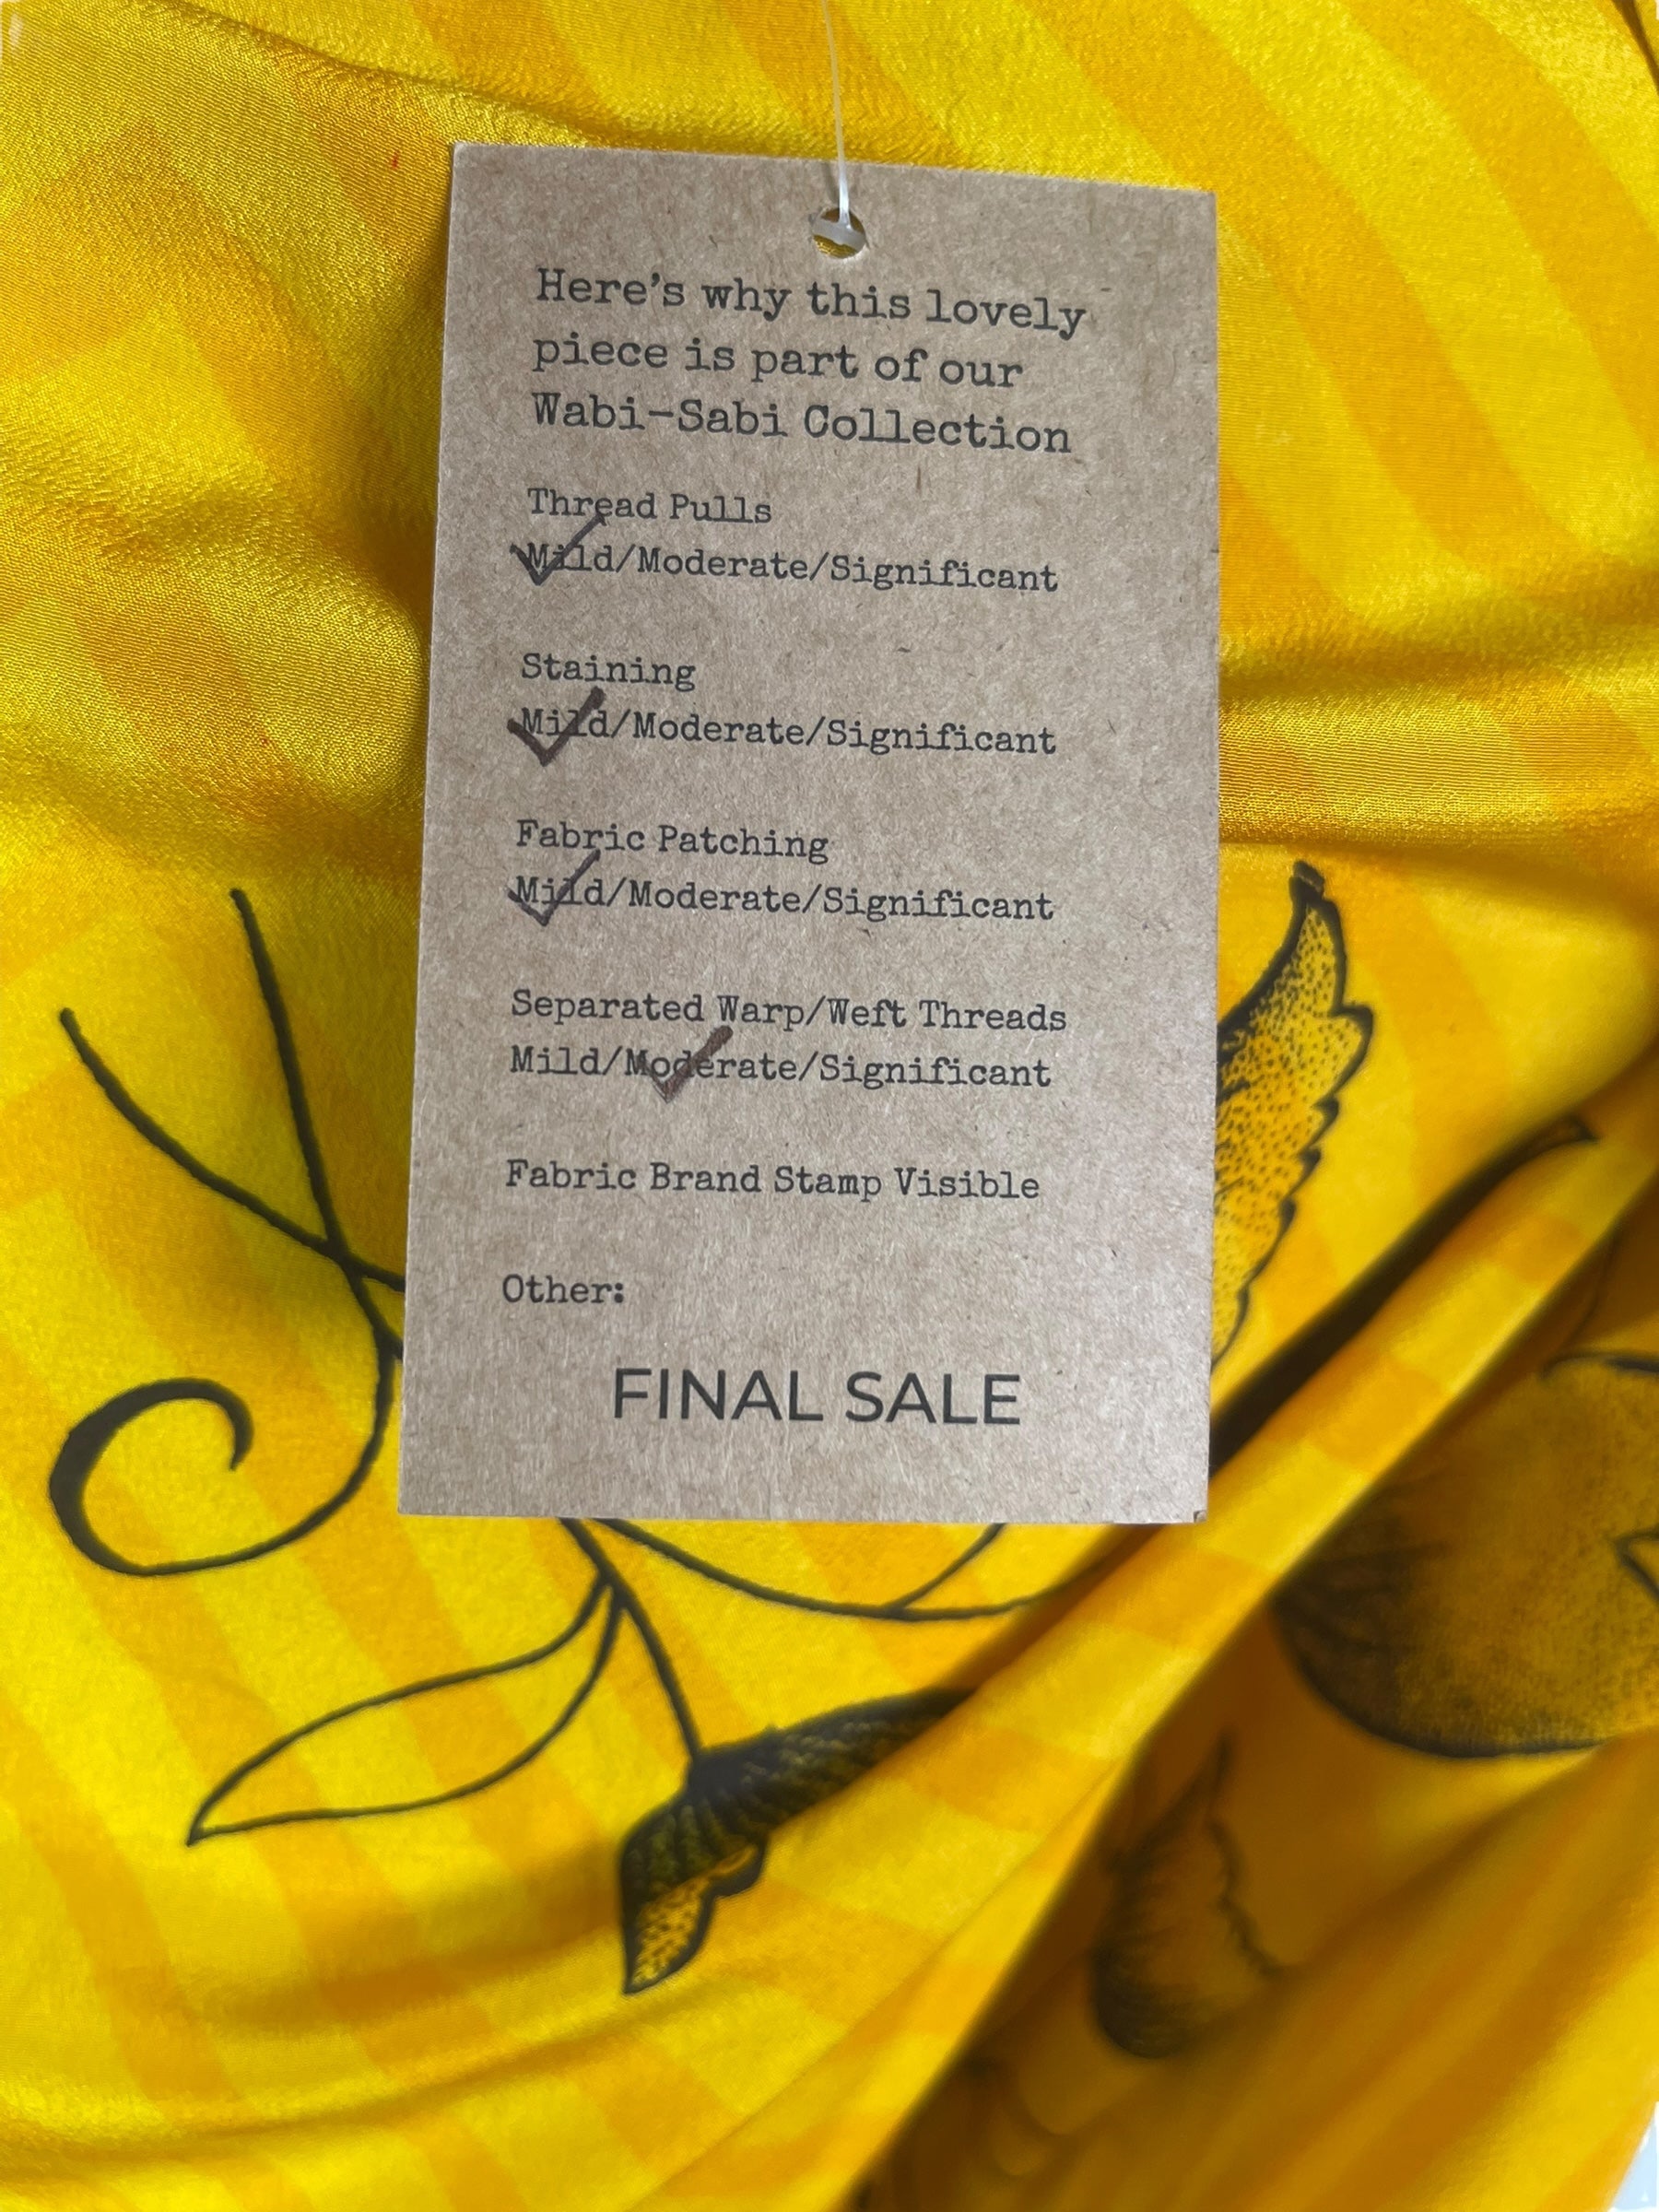 Here's why this lovely
piece is part of our
Wabi-Sabi Collection
Thread Pulls
Mild/Moderate/Significant
Staining
Mild/Moderate/Significant
Fabric Patching
Mild/Moderate/Significant
Separated Warp/Weft Threads
Mild/Moderate/Significant
Fabric Brand Stamp Visible
Other:
FINAL SALE